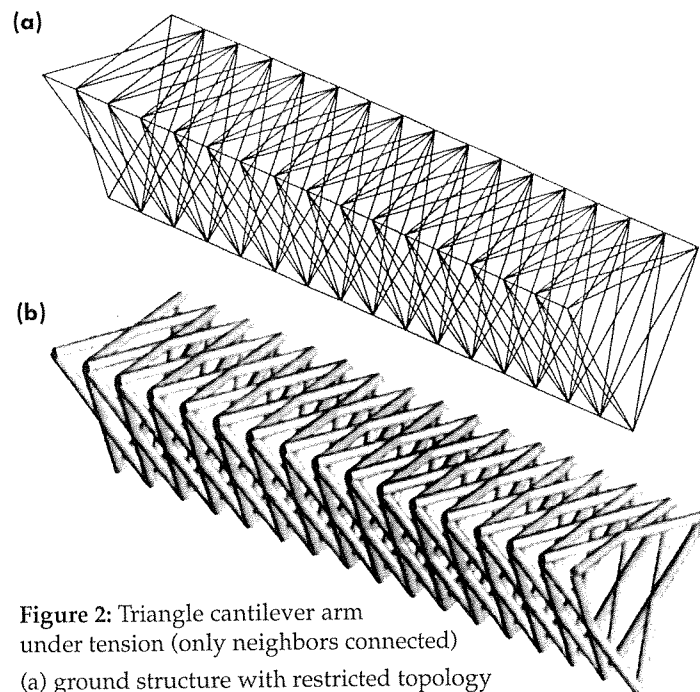 (a)
(b)
Figure 2: Triangle cantilever arm
under tension (only neighbors connected)
(a) ground structure with restricted topology